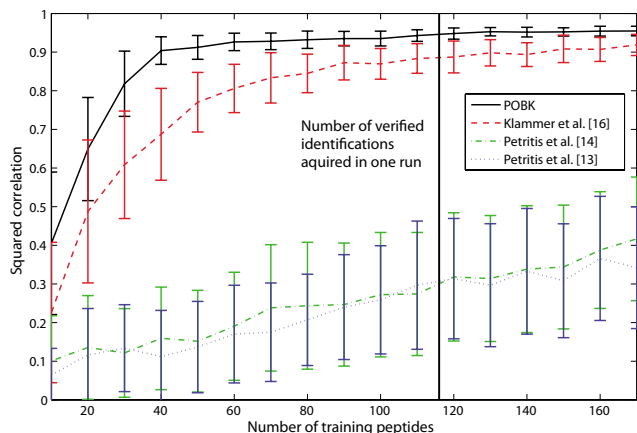 1
0.9
0.8
0.7
0.6
0.5
0.4
0.3
0.2
0.1
0
Squared correlation
Number of verified
identifications
aquired in one run
POBK
Klammer et al. [16]
Petritis et al. [14]
Petritis et al. [13]
20 40 60 80 100 120 140 160
Number of training peptides